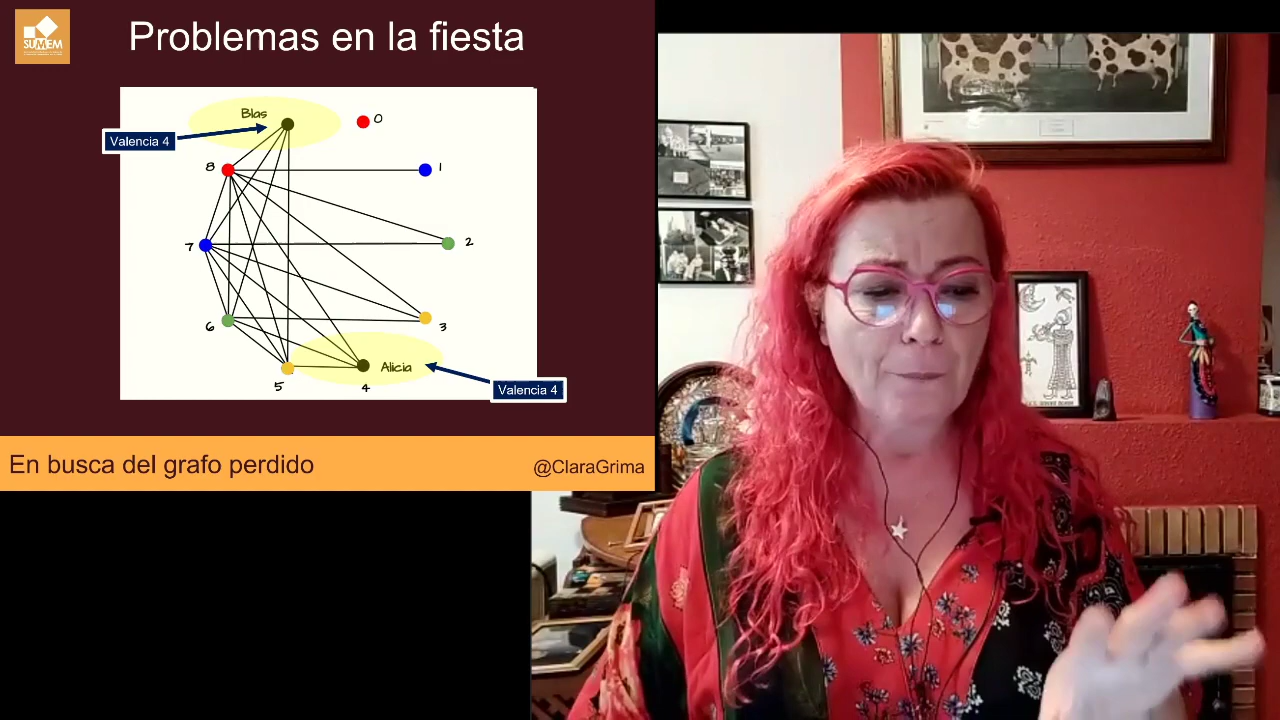 SUMEM
Problemas en la fiesta
Blas
0
Valencia 4
8
1
7
2
6
3
Alicia
5
4
Valencia 4
En busca del grafo perdido
@ClaraGrima